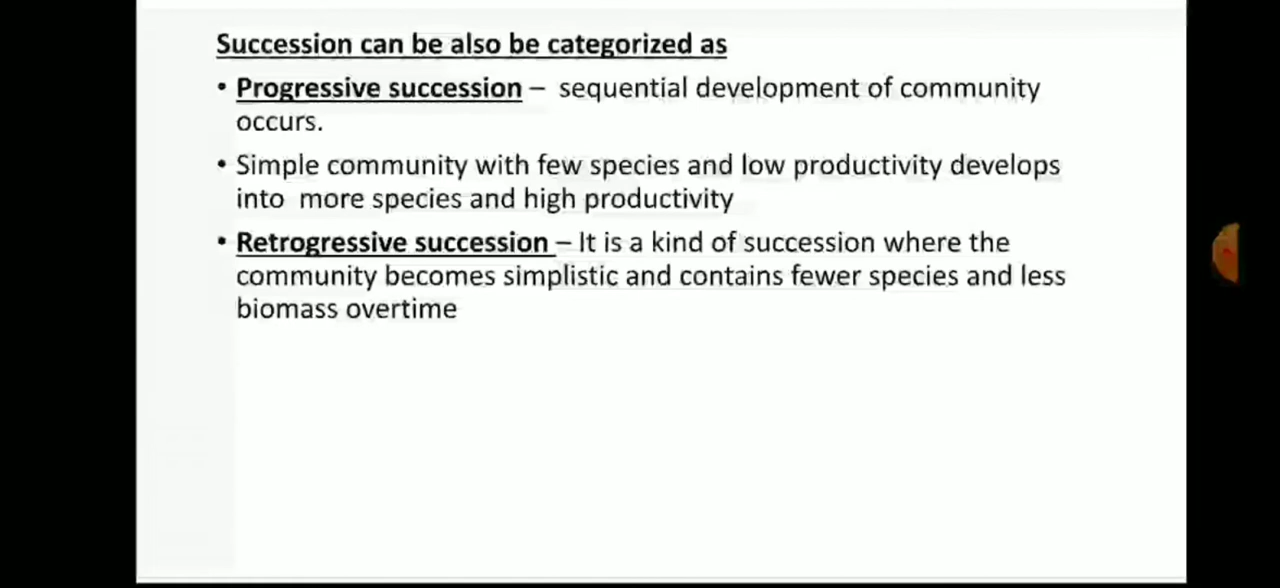 Succession can be also be categorized as
• Progressive succession – sequential development of community
occurs.
• Simple community with few species and low productivity develops
into more species and high productivity
• Retrogressive succession – It is a kind of succession where the
community becomes simplistic and contains fewer species and less
biomass overtime